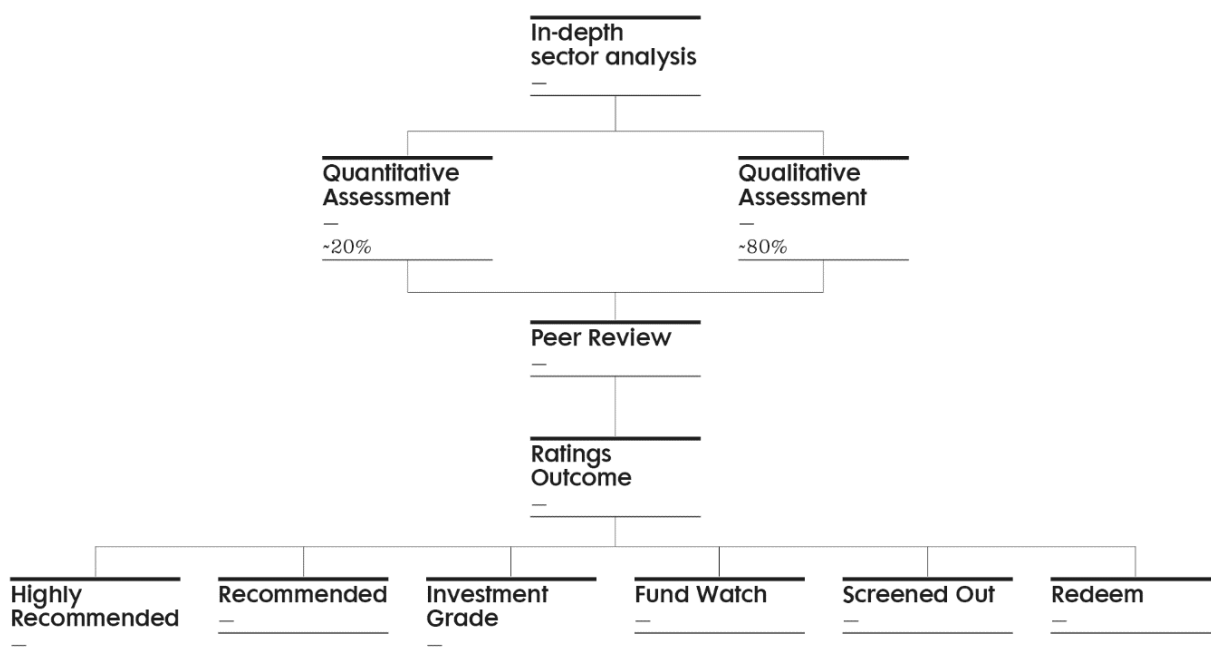 In-depth
sector analysis
—
Quantitative
Assessment
—
~20%
Qualitative
Assessment
—
~80%
Peer Review
—
Ratings
Outcome
—
Highly
Recommended
—
Recommended
—
Investment
Grade
—
Fund Watch
—
Screened Out
—
Redeem
—